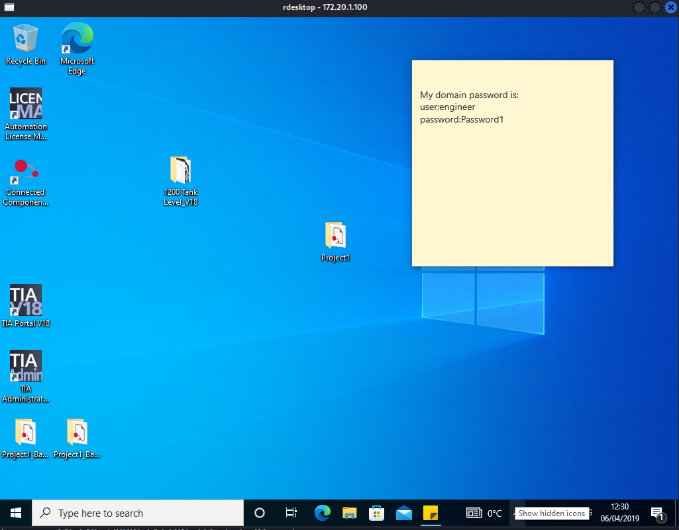 rdesktop - 172.20.1.100
Recycle Bin
Microsoft
Edge
LICEN
MA
Automation
License M...
Connected
Componen...
1200 Tank
Level_V18
Project1
My domain password is:
user:engineer
password:Password1
TIA
V18
TIA Portal V18
TIA
Admin
TIA
Administrat...
Project1_Ba...
Project1_Ba...
Type here to search
0°C
Show hidden icons
12:30
06/04/2019
1